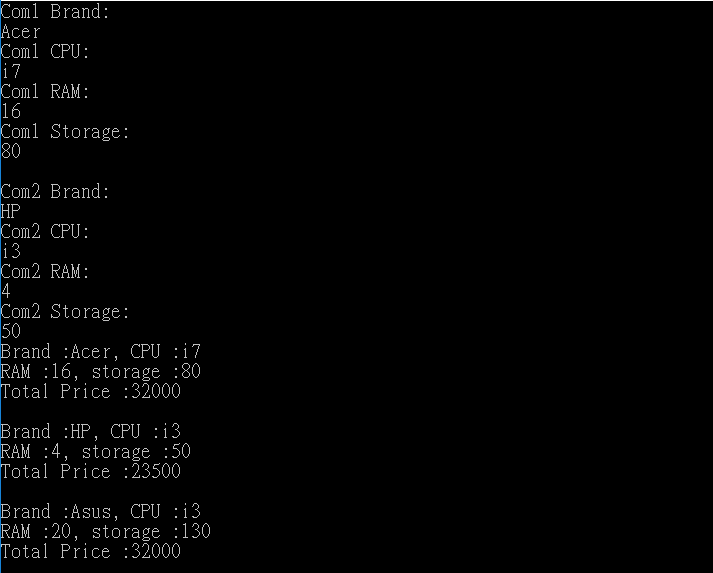 Com1 Brand:
Acer
Com1 CPU:
i7
Com1 RAM:
16
Com1 Storage:
80
Com2 Brand:
HP
Com2 CPU:
i3
Com2 RAM:
4
Com2 Storage:
50
Brand :Acer, CPU :i7
RAM :16, storage :80
Total Price :32000
Brand :HP, CPU :i3
RAM :4, storage :50
Total Price :23500
Brand :Asus, CPU :i3
RAM :20, storage :130
Total Price :32000